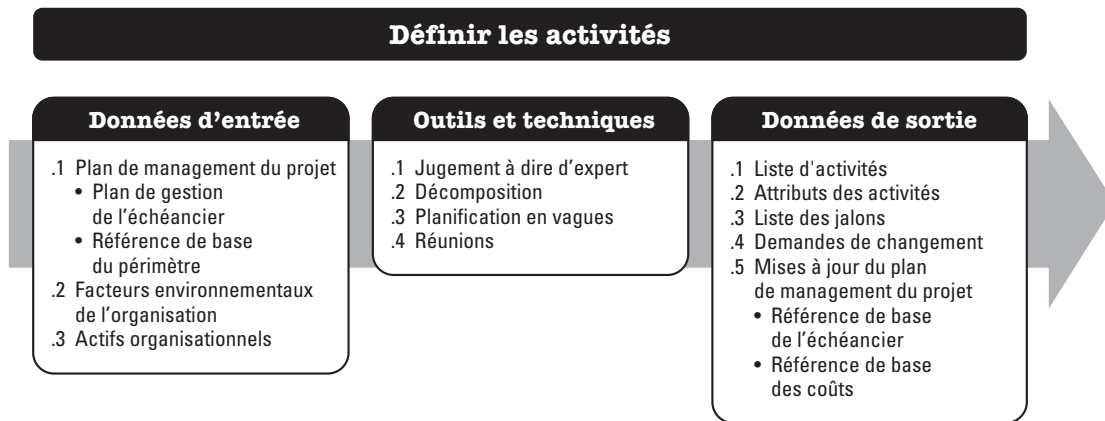 Définir les activités
Données d’entrée
.1 Plan de management du projet
• Plan de gestion
de l’échéancier
• Référence de base
du périmètre
.2 Facteurs environnementaux
de l’organisation
.3 Actifs organisationnels
Outils et techniques
.1 Jugement à dire d’expert
.2 Décomposition
.3 Planification en vagues
.4 Réunions
Données de sortie
.1 Liste d'activités
.2 Attributs des activités
.3 Liste des jalons
.4 Demandes de changement
.5 Mises à jour du plan
de management du projet
• Référence de base
de l’échéancier
• Référence de base
des coûts